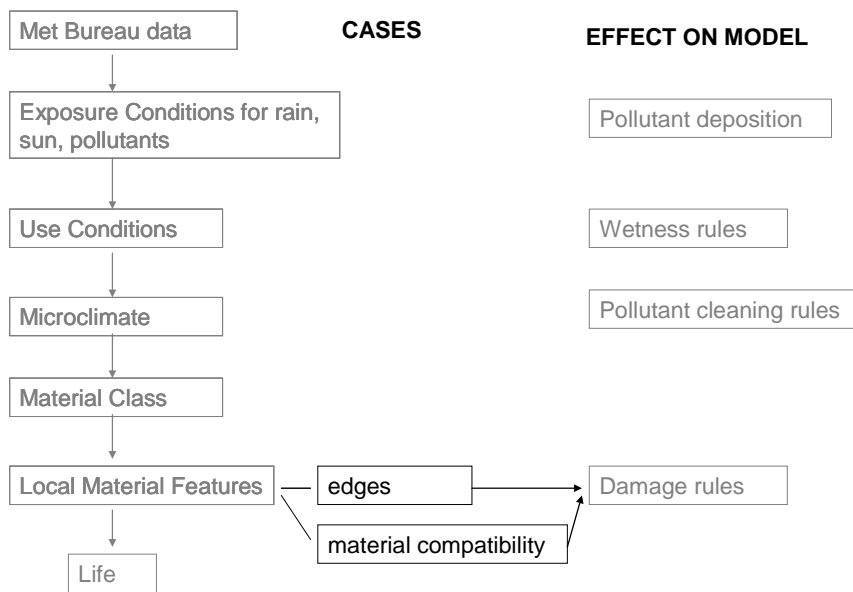 Met Bureau data
CASES
EFFECT ON MODEL
Exposure Conditions for rain,
sun, pollutants
Pollutant deposition
Use Conditions
Wetness rules
Microclimate
Pollutant cleaning rules
Material Class
Local Material Features
edges
Damage rules
material compatibility
Life